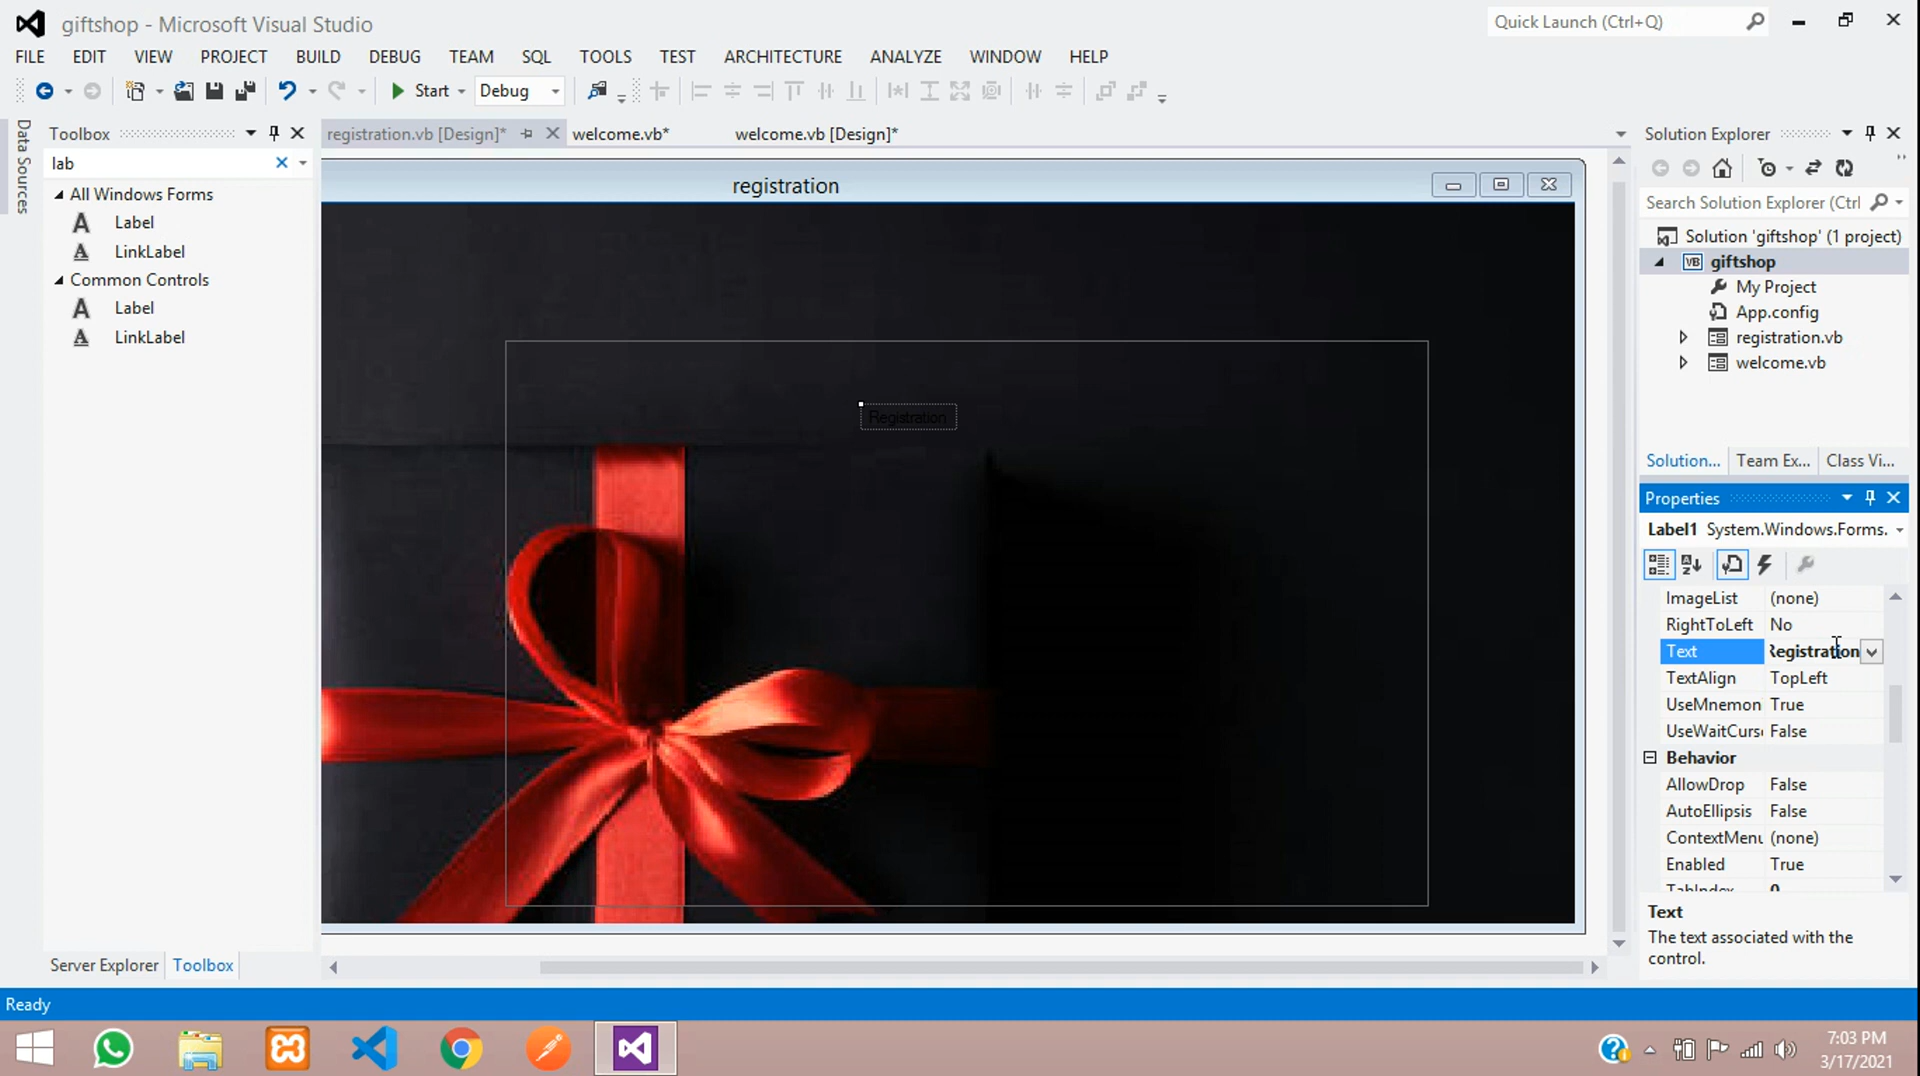 giftshop - Microsoft Visual Studio
Quick Launch (Ctrl+Q)
FILE EDIT VIEW PROJECT BUILD DEBUG TEAM SQL TOOLS TEST ARCHITECTURE ANALYZE WINDOW HELP
Start Debug
Data Sources
Toolbox
lab
All Windows Forms
Label
LinkLabel
Common Controls
Label
LinkLabel
Server Explorer Toolbox
registration.vb [Design]* welcome.vb* welcome.vb [Design]*
registration
Registration
Solution Explorer
Search Solution Explorer (Ctrl
Solution 'giftshop' (1 project)
VB giftshop
My Project
App.config
registration.vb
welcome.vb
Solution... Team Ex... Class Vi...
Properties
Label1 System.Windows.Forms.
ImageList (none)
RightToLeft No
Text Registration
TextAlign TopLeft
UseMnemon True
UseWaitCurs False
Behavior
AllowDrop False
AutoEllipsis False
ContextMenu (none)
Enabled True
TabIndex 0
Text
The text associated with the
control.
Ready
7:03 PM
3/17/2021